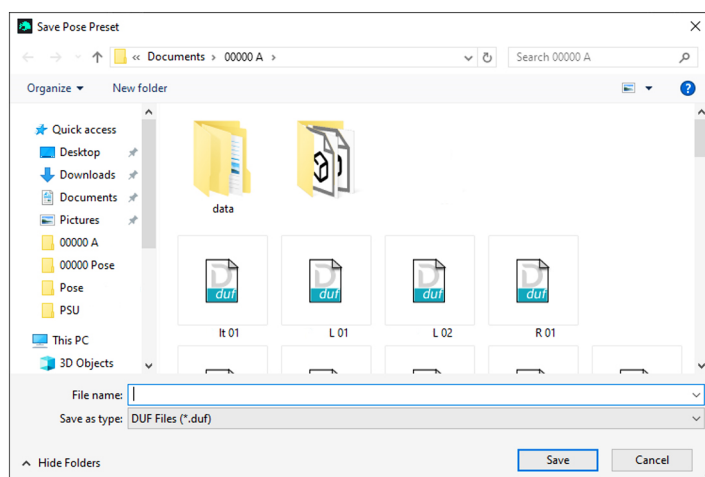 Save Pose Preset
« Documents › 00000 A ›
Search 00000 A
Organize
New folder
Quick access
Desktop
Downloads
Documents
Pictures
00000 A
00000 Pose
Pose
PSU
This PC
3D Objects
data
D duf
D duf
D duf
D duf
It 01
L 01
L 02
R 01
File name:
Save as type: DUF Files (*.duf)
Hide Folders
Save
Cancel